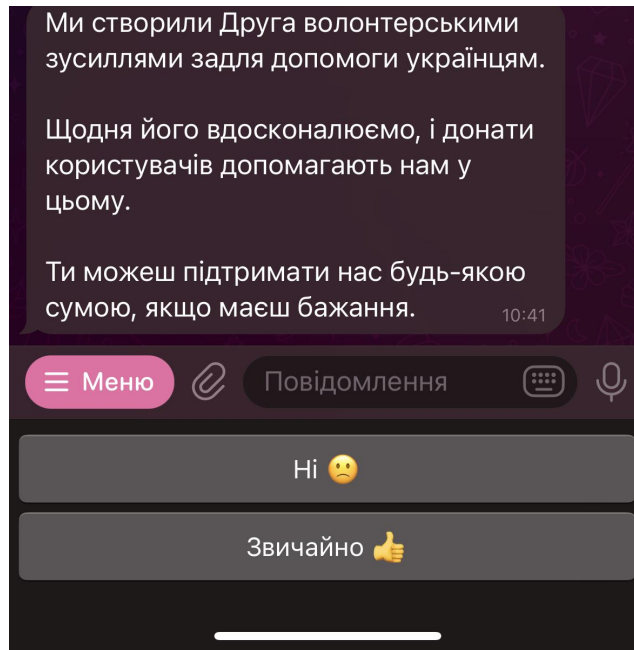 Ми створили Друга волонтерськими
зусиллями задля допомоги українцям.
Щодня його вдосконалюємо, і донати
користувачів допомагають нам у
цьому.
Ти можеш підтримати нас будь-якою
сумою, якщо маєш бажання.
10:41
Меню
Повідомлення
Ні 🙁
Звичайно 👍